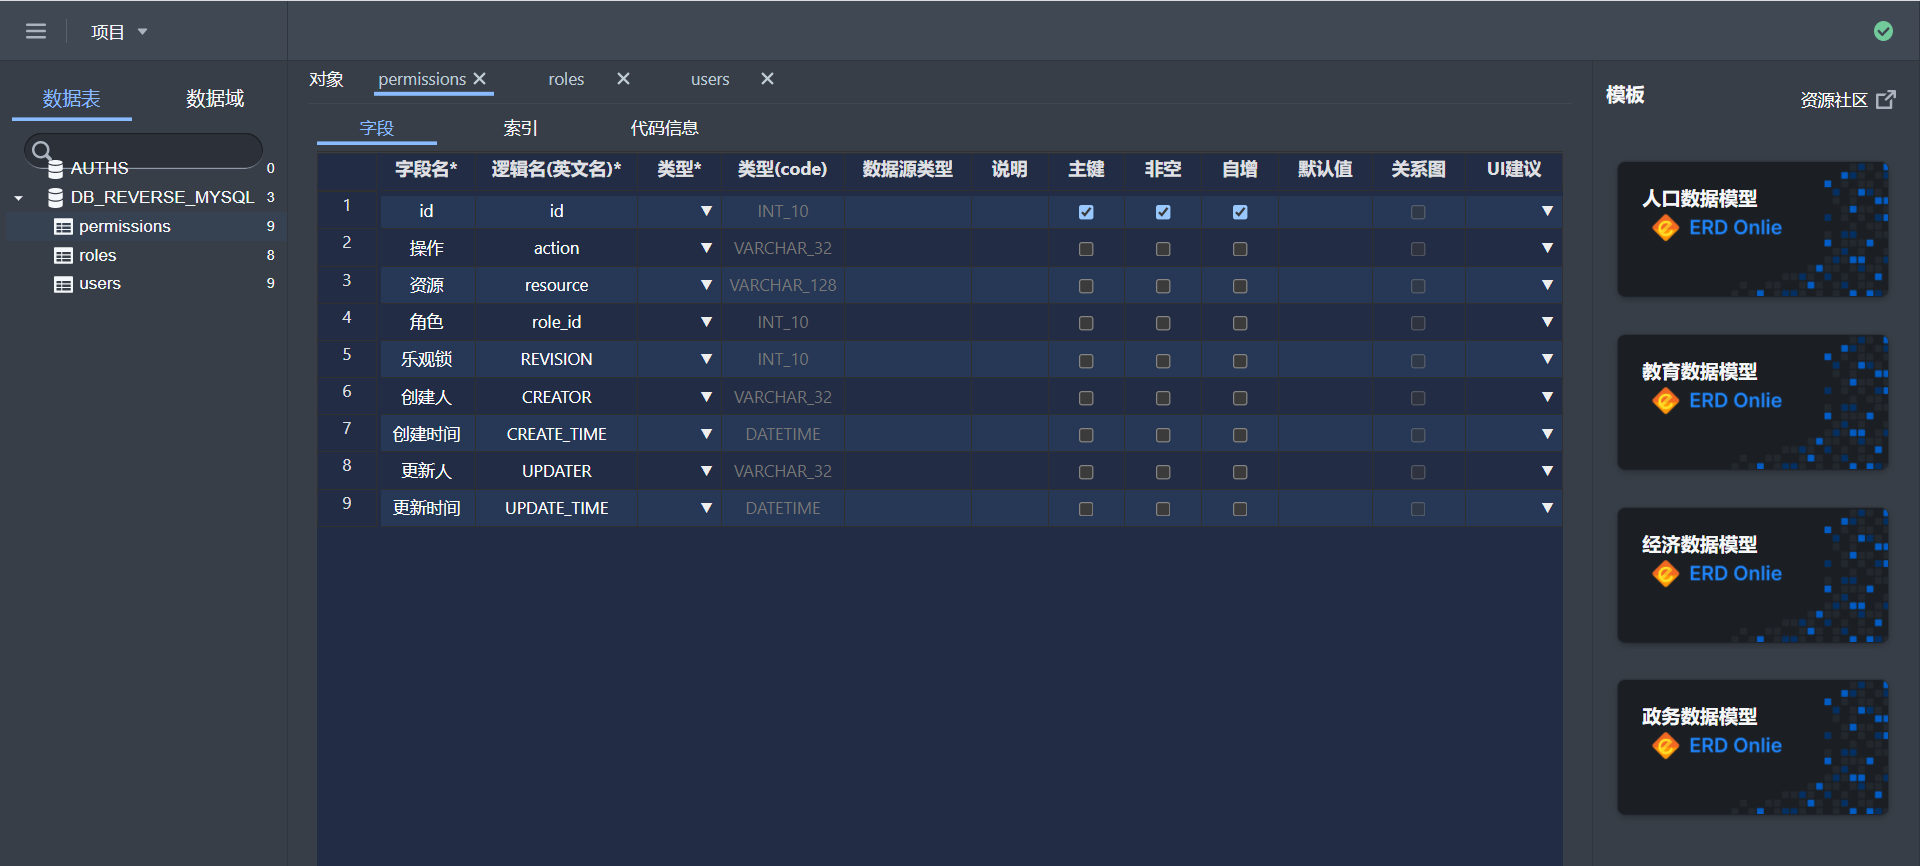 项目
数据表 数据域
AUTHS 0
DB_REVERSE_MYSQL 3
permissions 9
roles 8
users 9
对象 permissions roles users
字段 索引 代码信息
字段名* 逻辑名(英文名)* 类型* 类型(code) 数据源类型 说明 主键 非空 自增 默认值 关系图 UI建议
1 id id INT_10
2 操作 action VARCHAR_32
3 资源 resource VARCHAR_128
4 角色 role_id INT_10
5 乐观锁 REVISION INT_10
6 创建人 CREATOR VARCHAR_32
7 创建时间 CREATE_TIME DATETIME
8 更新人 UPDATER VARCHAR_32
9 更新时间 UPDATE_TIME DATETIME
模板 资源社区
人口数据模型
ERD Onlie
教育数据模型
ERD Onlie
经济数据模型
ERD Onlie
政务数据模型
ERD Onlie